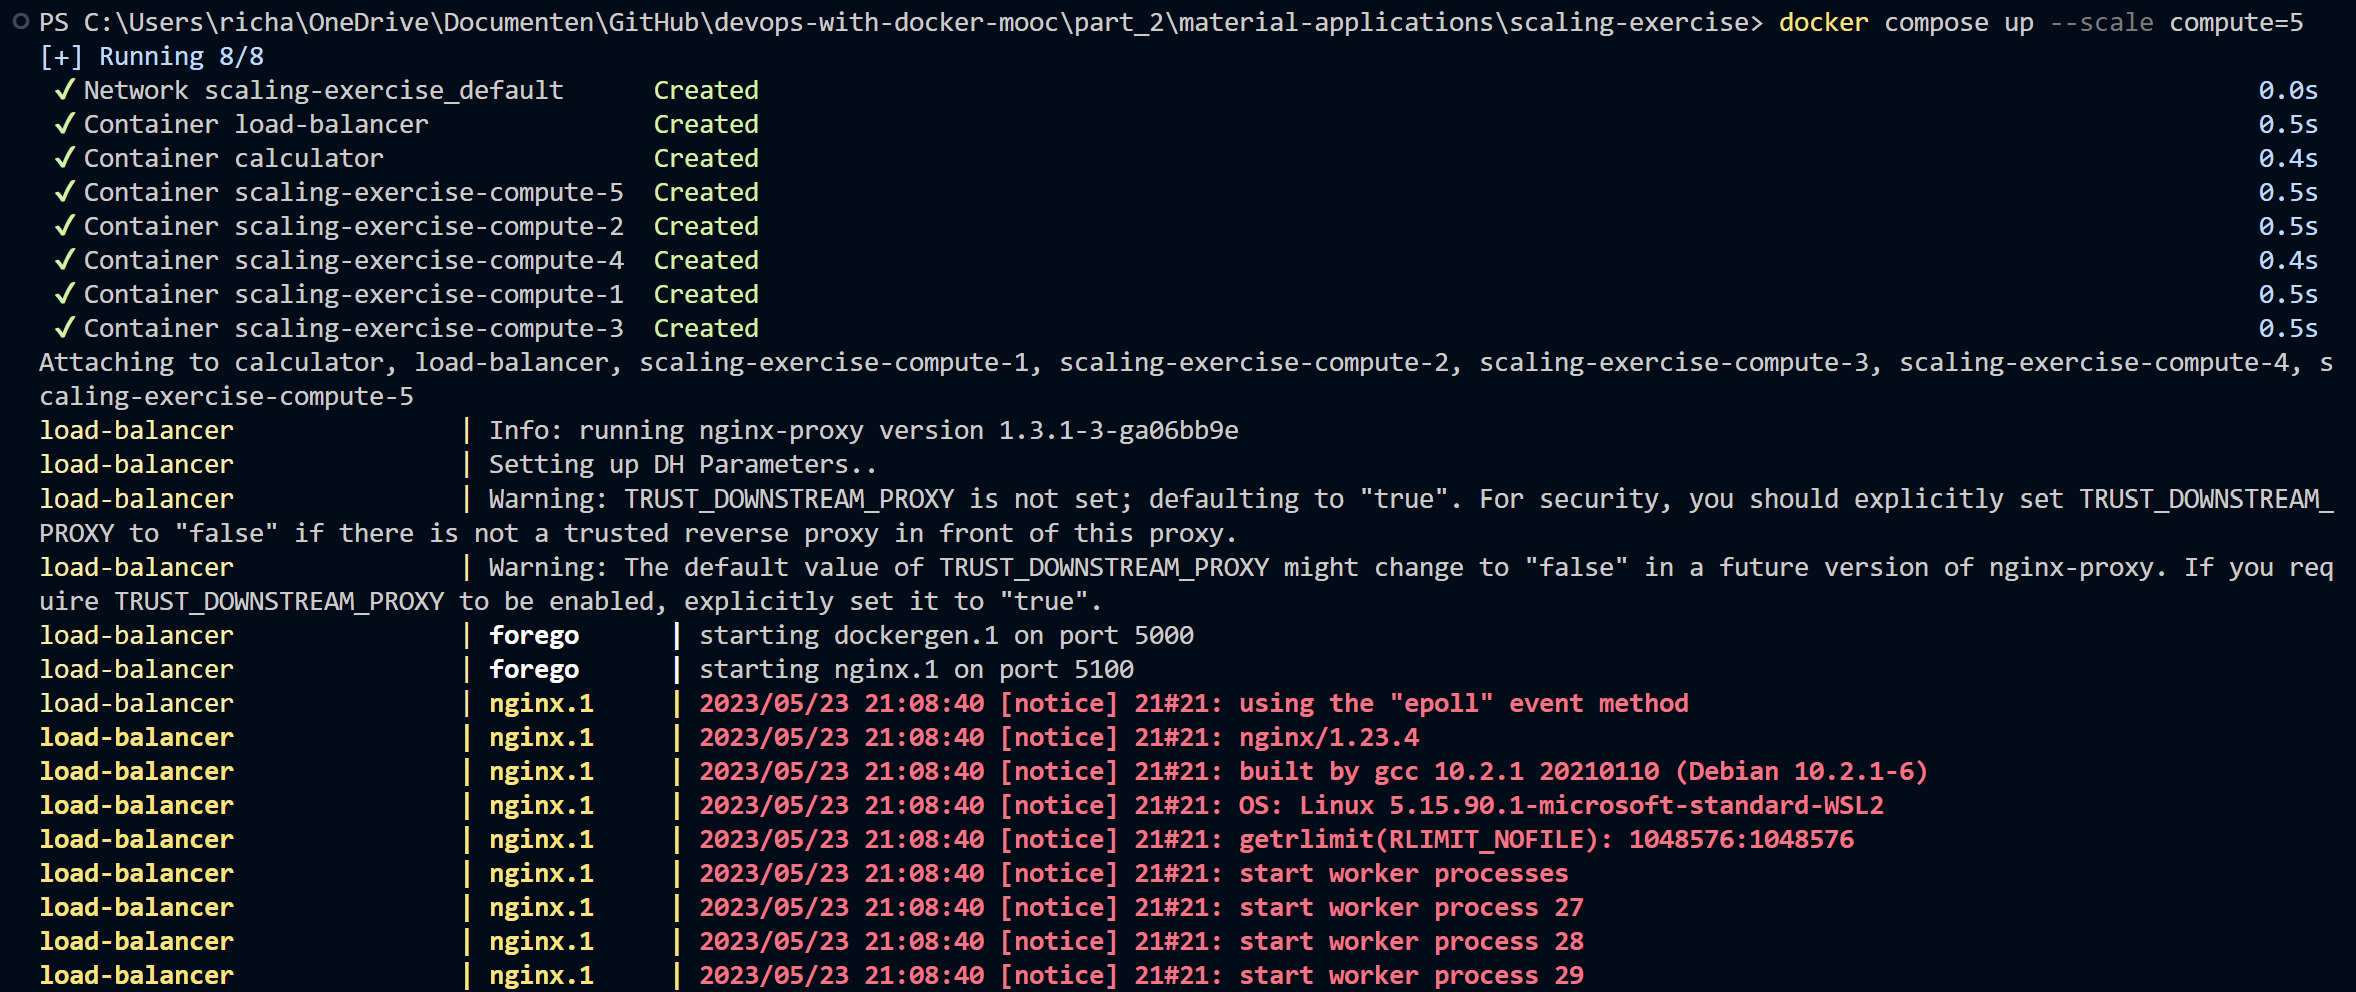 PS C:\Users\richa\OneDrive\Documenten\GitHub\devops-with-docker-mooc\part_2\material-applications\scaling-exercise> docker compose up --scale compute=5
[+] Running 8/8
✓ Network scaling-exercise_default Created 0.0s
✓ Container load-balancer Created 0.5s
✓ Container calculator Created 0.4s
✓ Container scaling-exercise-compute-5 Created 0.5s
✓ Container scaling-exercise-compute-2 Created 0.5s
✓ Container scaling-exercise-compute-4 Created 0.4s
✓ Container scaling-exercise-compute-1 Created 0.5s
✓ Container scaling-exercise-compute-3 Created 0.5s
Attaching to calculator, load-balancer, scaling-exercise-compute-1, scaling-exercise-compute-2, scaling-exercise-compute-3, scaling-exercise-compute-4, s
caling-exercise-compute-5
load-balancer | Info: running nginx-proxy version 1.3.1-3-ga06bb9e
load-balancer | Setting up DH Parameters..
load-balancer | Warning: TRUST_DOWNSTREAM_PROXY is not set; defaulting to "true". For security, you should explicitly set TRUST_DOWNSTREAM_
PROXY to "false" if there is not a trusted reverse proxy in front of this proxy.
load-balancer | Warning: The default value of TRUST_DOWNSTREAM_PROXY might change to "false" in a future version of nginx-proxy. If you req
uire TRUST_DOWNSTREAM_PROXY to be enabled, explicitly set it to "true".
load-balancer | forego | starting dockergen.1 on port 5000
load-balancer | forego | starting nginx.1 on port 5100
load-balancer | nginx.1 | 2023/05/23 21:08:40 [notice] 21#21: using the "epoll" event method
load-balancer | nginx.1 | 2023/05/23 21:08:40 [notice] 21#21: nginx/1.23.4
load-balancer | nginx.1 | 2023/05/23 21:08:40 [notice] 21#21: built by gcc 10.2.1 20210110 (Debian 10.2.1-6)
load-balancer | nginx.1 | 2023/05/23 21:08:40 [notice] 21#21: OS: Linux 5.15.90.1-microsoft-standard-WSL2
load-balancer | nginx.1 | 2023/05/23 21:08:40 [notice] 21#21: getrlimit(RLIMIT_NOFILE): 1048576:1048576
load-balancer | nginx.1 | 2023/05/23 21:08:40 [notice] 21#21: start worker processes
load-balancer | nginx.1 | 2023/05/23 21:08:40 [notice] 21#21: start worker process 27
load-balancer | nginx.1 | 2023/05/23 21:08:40 [notice] 21#21: start worker process 28
load-balancer | nginx.1 | 2023/05/23 21:08:40 [notice] 21#21: start worker process 29